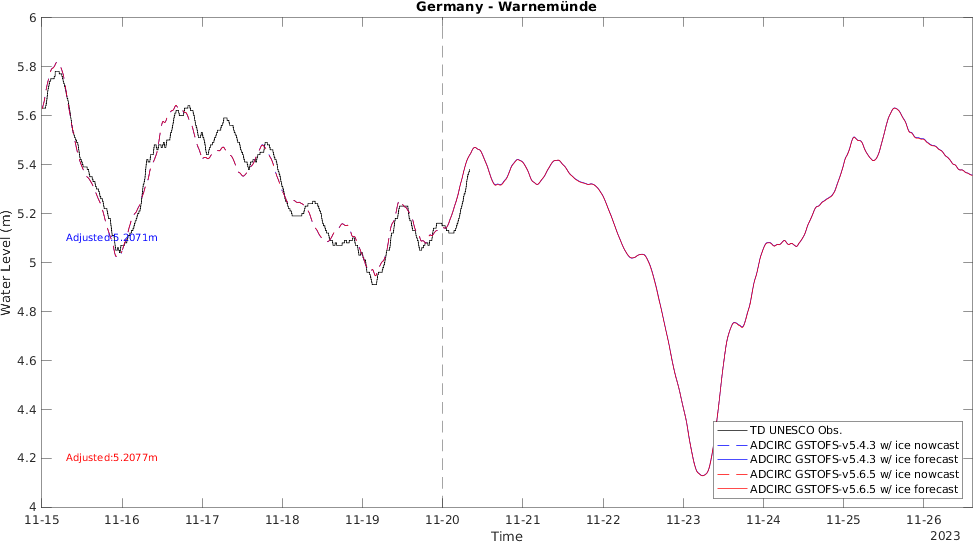 Germany - Warnemünde
6
5.8
5.6
5.4
5.2
5
4.8
4.6
4.4
4.2
4
Water Level (m)
Adjusted:5.2071m
Adjusted:5.2077m
TD UNESCO Obs.
ADCIRC GSTOFS-v5.4.3 w/ ice nowcast
ADCIRC GSTOFS-v5.4.3 w/ ice forecast
ADCIRC GSTOFS-v5.6.5 w/ ice nowcast
ADCIRC GSTOFS-v5.6.5 w/ ice forecast
11-15 11-16 11-17 11-18 11-19 11-20 11-21 11-22 11-23 11-24 11-25 11-26
Time
2023